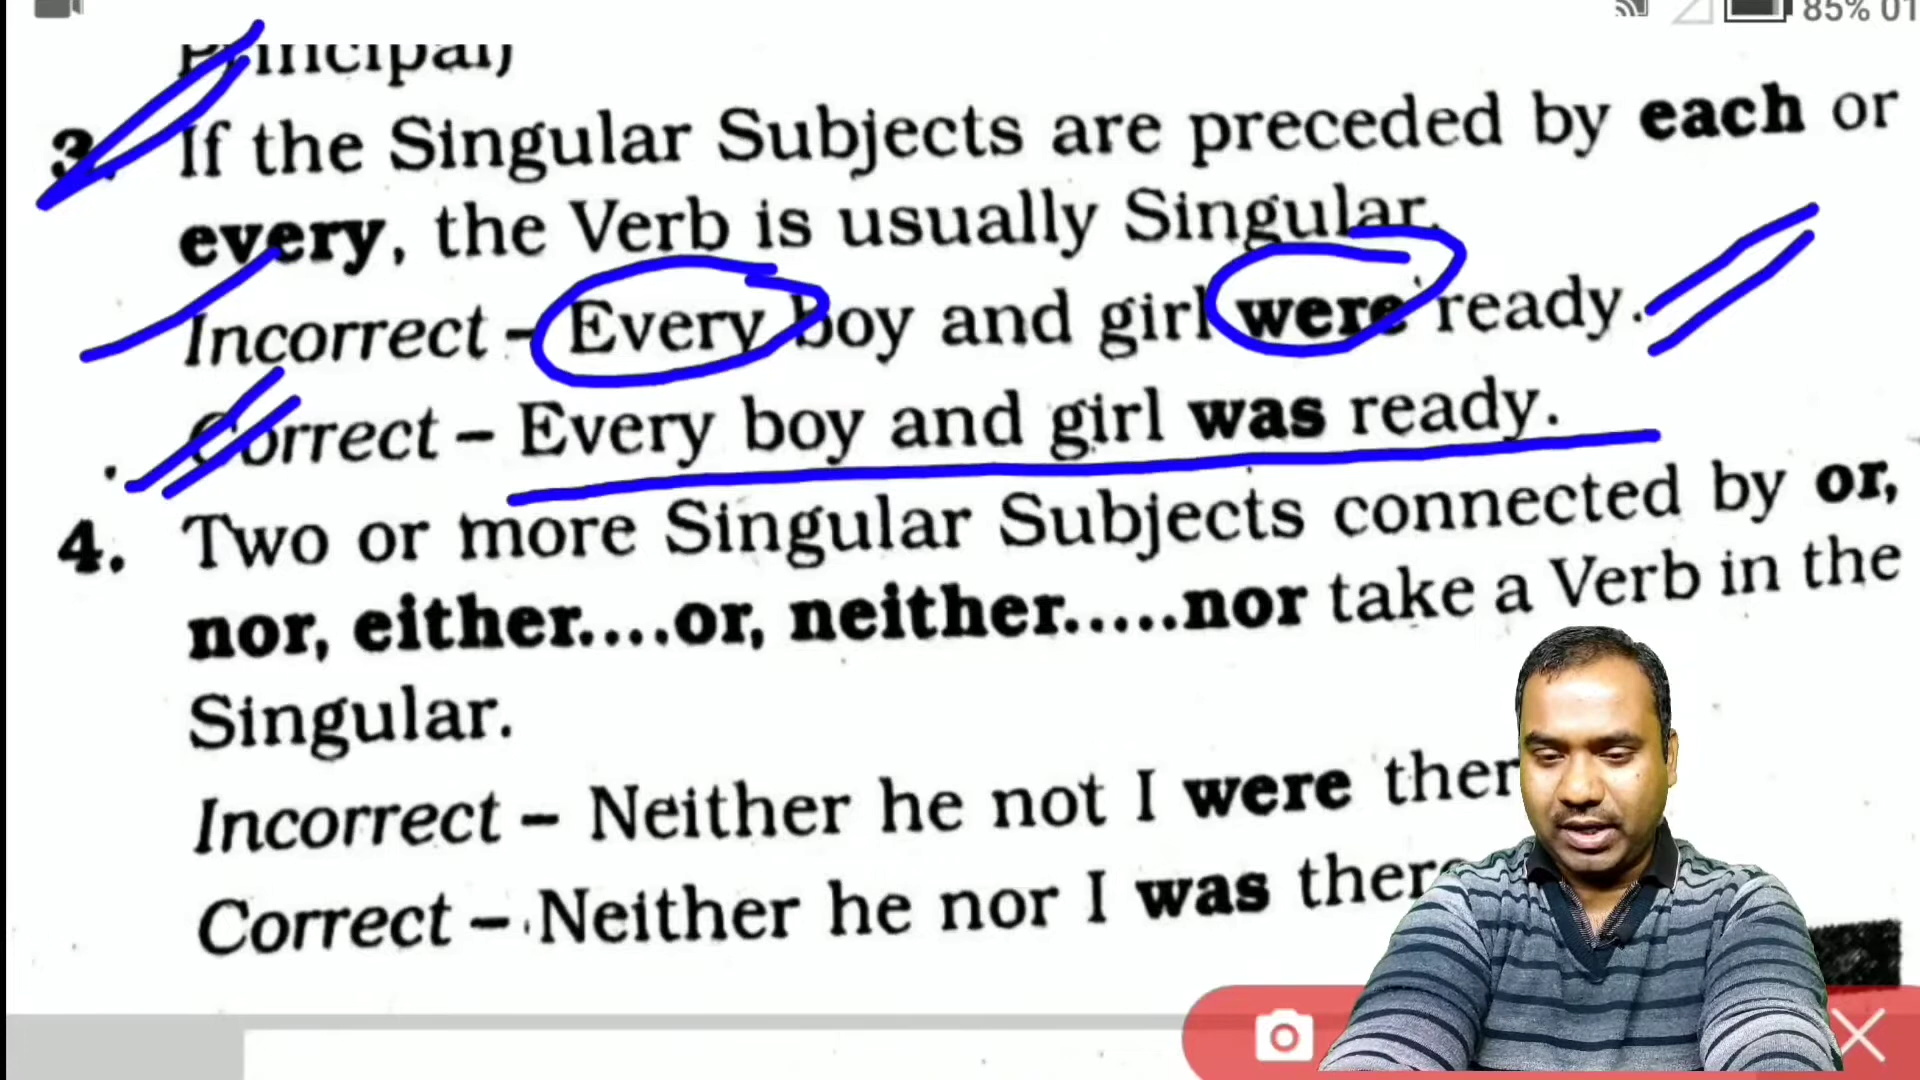 85% 01
Principal)
3. If the Singular Subjects are preceded by each or
every, the Verb is usually Singular.
Incorrect – Every boy and girl were ready.
Correct – Every boy and girl was ready.
4. Two or more Singular Subjects connected by or,
nor, either....or, neither.....nor take a Verb in the
Singular.
Incorrect – Neither he not I were ther
Correct – Neither he nor I was there